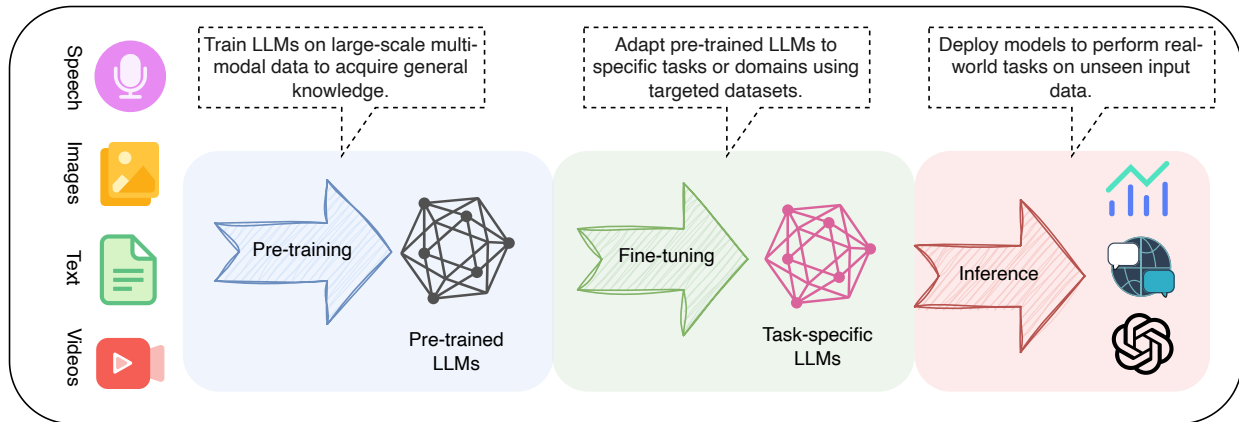 Speech
Images
Text
Videos
Train LLMs on large-scale multi-
modal data to acquire general
knowledge.
Pre-training
Pre-trained
LLMs
Adapt pre-trained LLMs to
specific tasks or domains using
targeted datasets.
Fine-tuning
Task-specific
LLMs
Deploy models to perform real-
world tasks on unseen input
data.
Inference